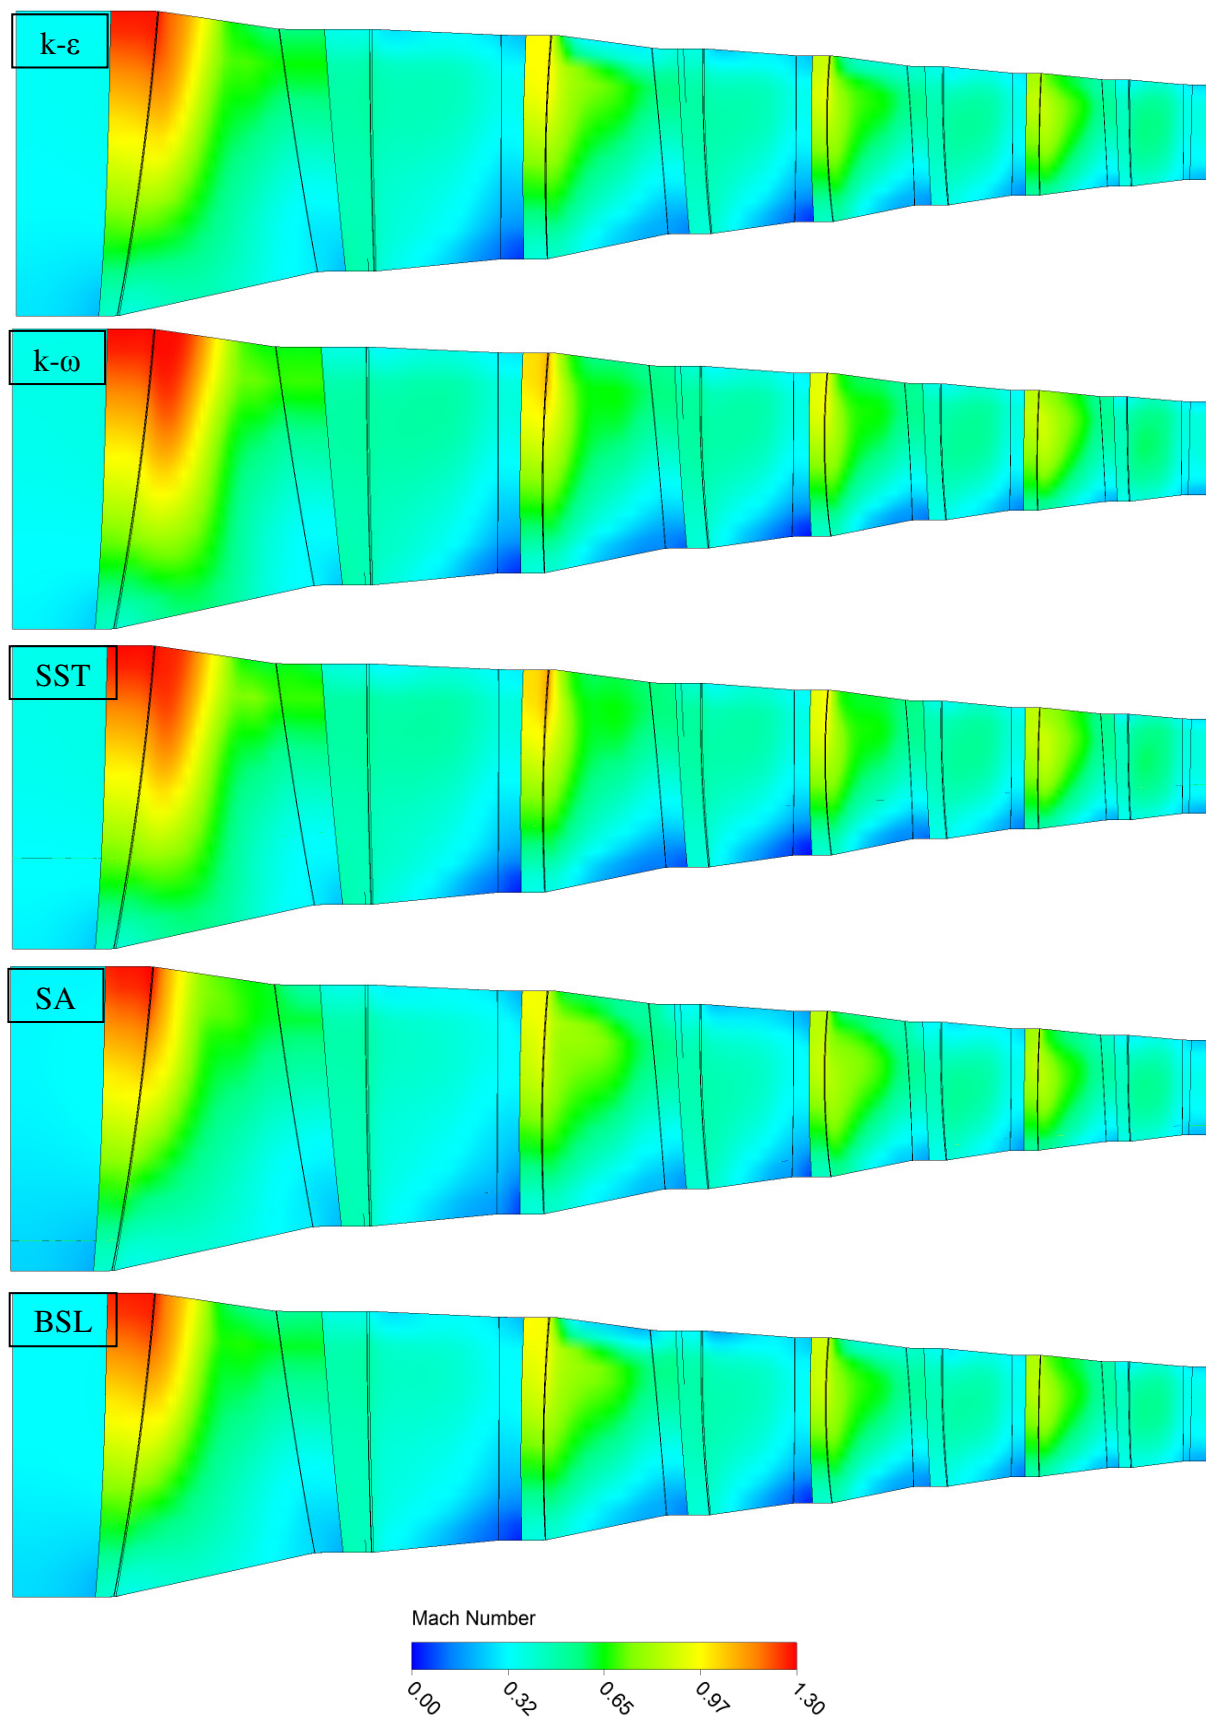 k-ε
k-ω
SST
SA
BSL
Mach Number
0.00
0.32
0.65
0.97
1.30